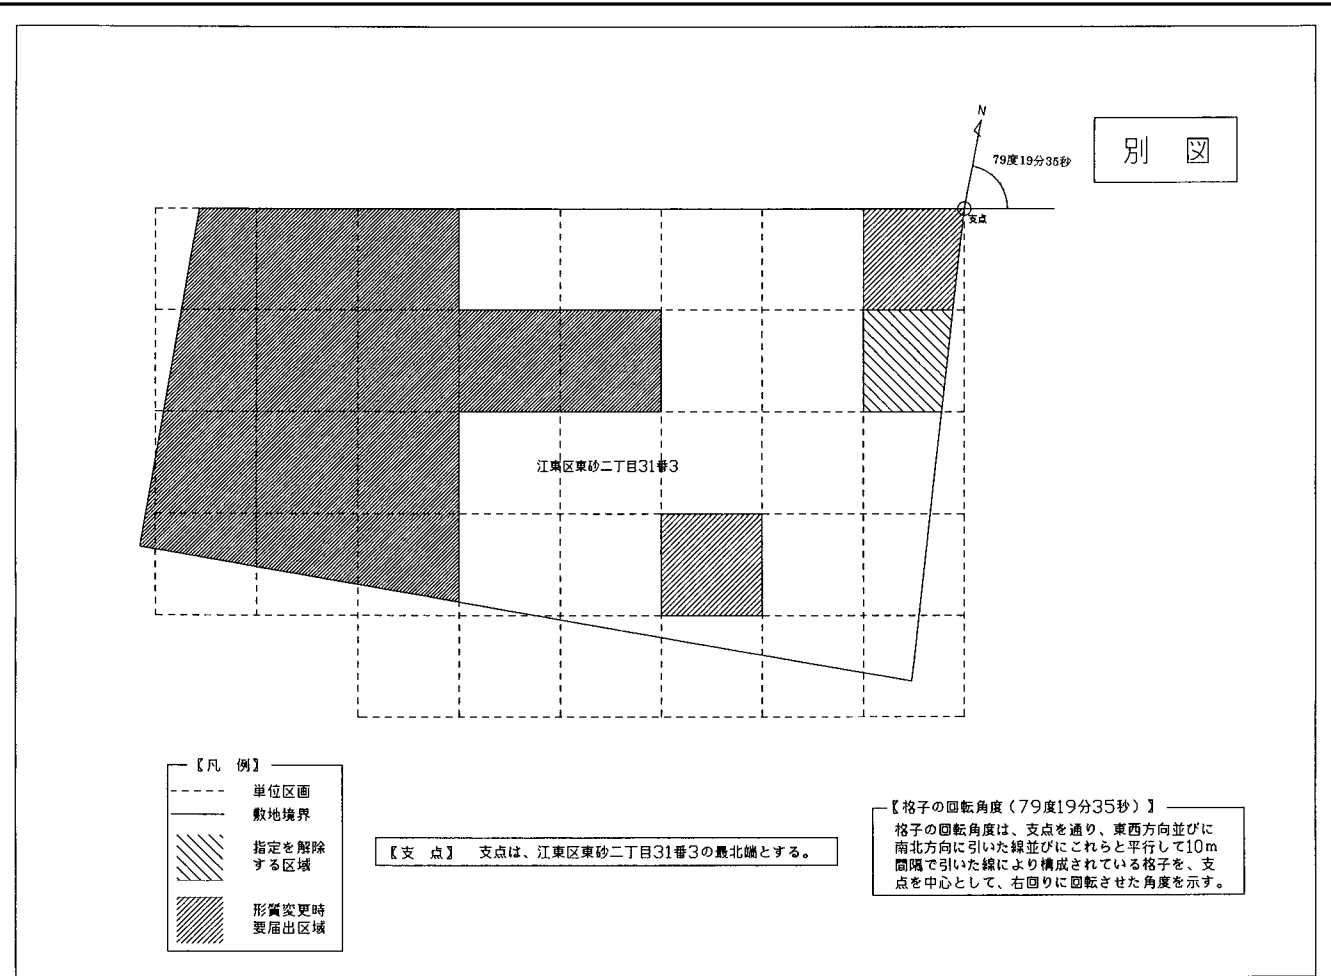 別 図
N
79度19分35秒
支点
江東区東砂二丁目31番3
【凡 例】
単位区画
敷地境界
指定を解除
する区域
形質変更時
要届出区域
【支 点】 支点は、江東区東砂二丁目31番3の最北端とする。
【格子の回転角度(79度19分35秒)】
格子の回転角度は、支点を通り、東西方向並びに
南北方向に引いた線並びにこれらと平行して10m
間隔で引いた線により構成されている格子を、支
点を中心として、右回りに回転させた角度を示す。